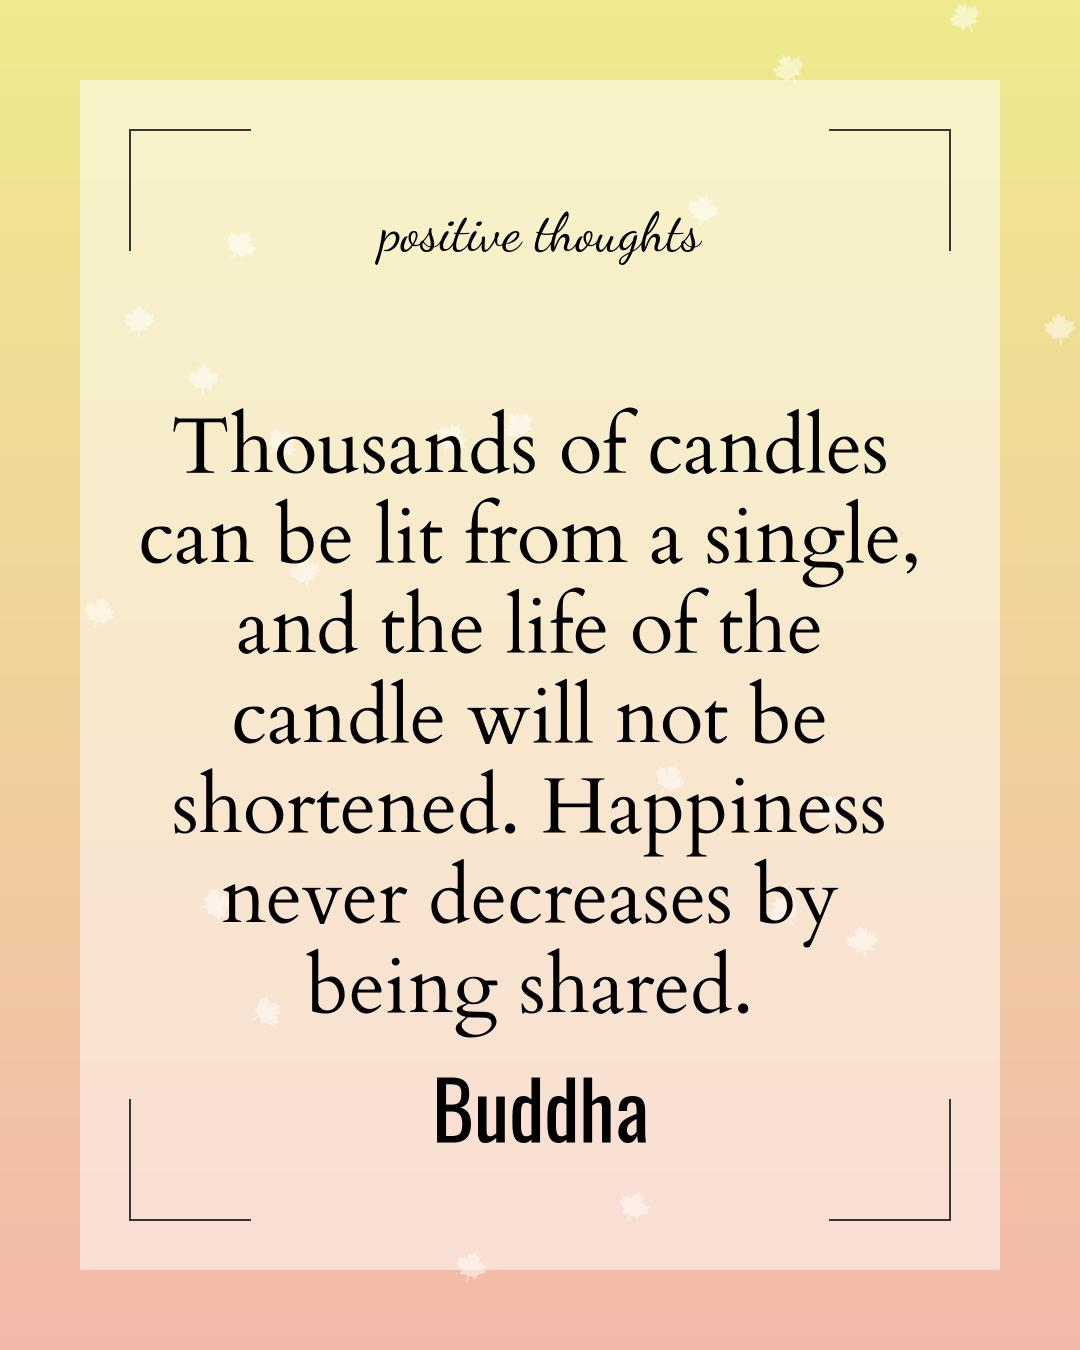 positive thoughts
Thousands of candles
can be lit from a single,
and the life of the
candle will not be
shortened. Happiness
never decreases by
being shared.
Buddha